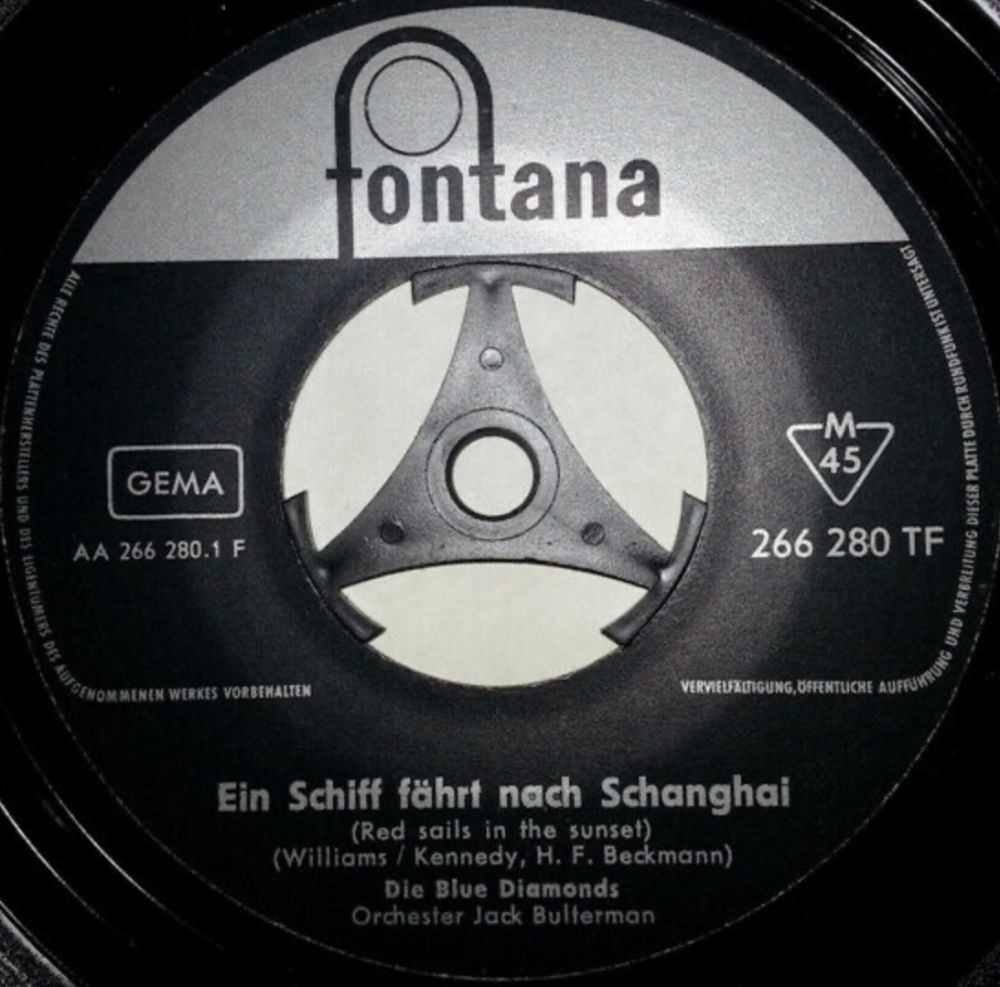 fontana
ALLE RECHTE DES PLATTENHERSTELLERS UND DES EIGENTUMERS DES AUFGENOMMENEN WERKES VORBEHALTEN
GEMA
AA 266 280.1 F
M
45
266 280 TF
VERVIELFÄLTIGUNG, ÖFFENTLICHE AUFFUHRUNG UND VERBREITUNG DIESER PLATTE DURCH RUNDFUNK IST UNTERSAGT
Ein Schiff fährt nach Schanghai
(Red sails in the sunset)
(Williams / Kennedy, H. F. Beckmann)
Die Blue Diamonds
Orchester Jack Bulterman